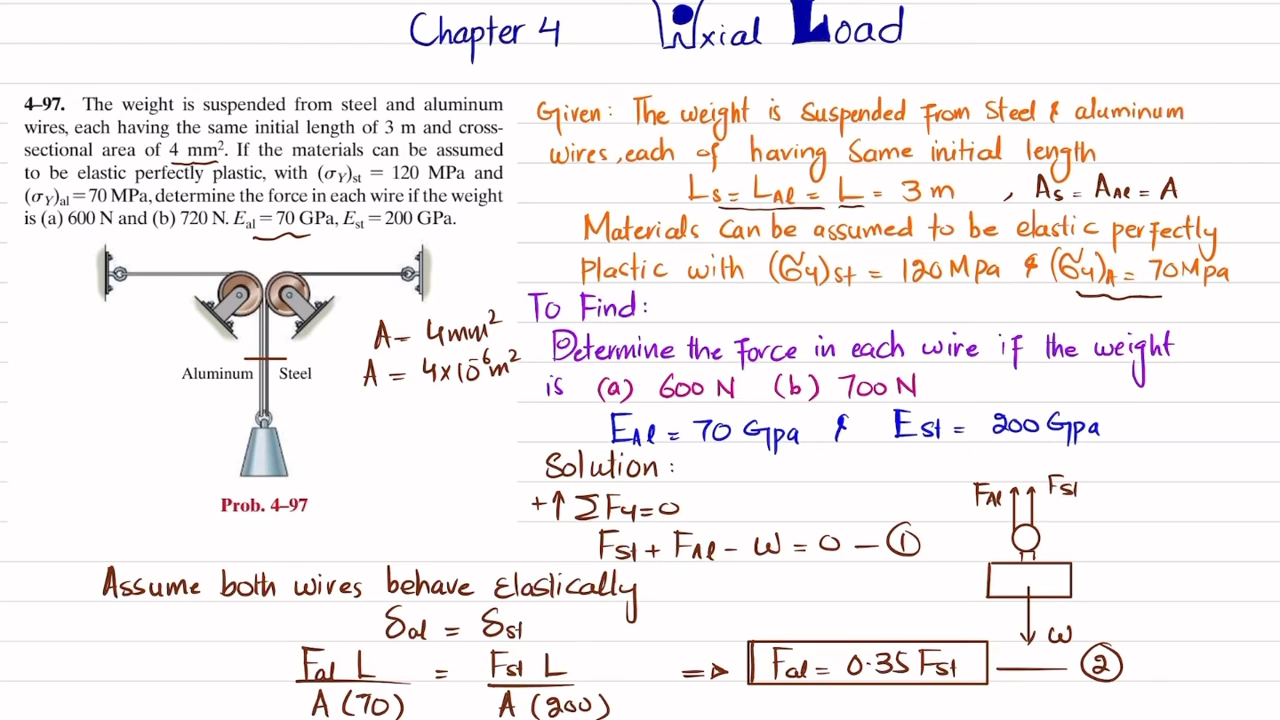 Chapter 4 Axial Load
4–97. The weight is suspended from steel and aluminum
wires, each having the same initial length of 3 m and cross-
sectional area of 4 mm². If the materials can be assumed
to be elastic perfectly plastic, with (σY)st = 120 MPa and
(σY)al = 70 MPa, determine the force in each wire if the weight
is (a) 600 N and (b) 720 N. Eal = 70 GPa, Est = 200 GPa.
Aluminum Steel
Prob. 4–97
A = 4mm²
A = 4x10⁻⁶m²
Given: The weight is suspended from Steel & aluminum
wires, each of having Same initial length
Ls = LAl = L = 3 m , As = AAl = A
Materials Can be assumed to be elastic perfectly
Plastic with (σy)st = 120 Mpa & (σy)A = 70Mpa
To Find:
Determine the Force in each wire if the weight
is (a) 600 N (b) 700 N
EAl = 70 Gpa & Est = 200 Gpa
Solution:
+↑ ΣFy=0
Fst + FAl - W = 0 — ①
FAl Fst
W
Assume both wires behave Elastically
δal = δst
Fal L / A (70) = Fst L / A (200) => Fal = 0.35 Fst — ②